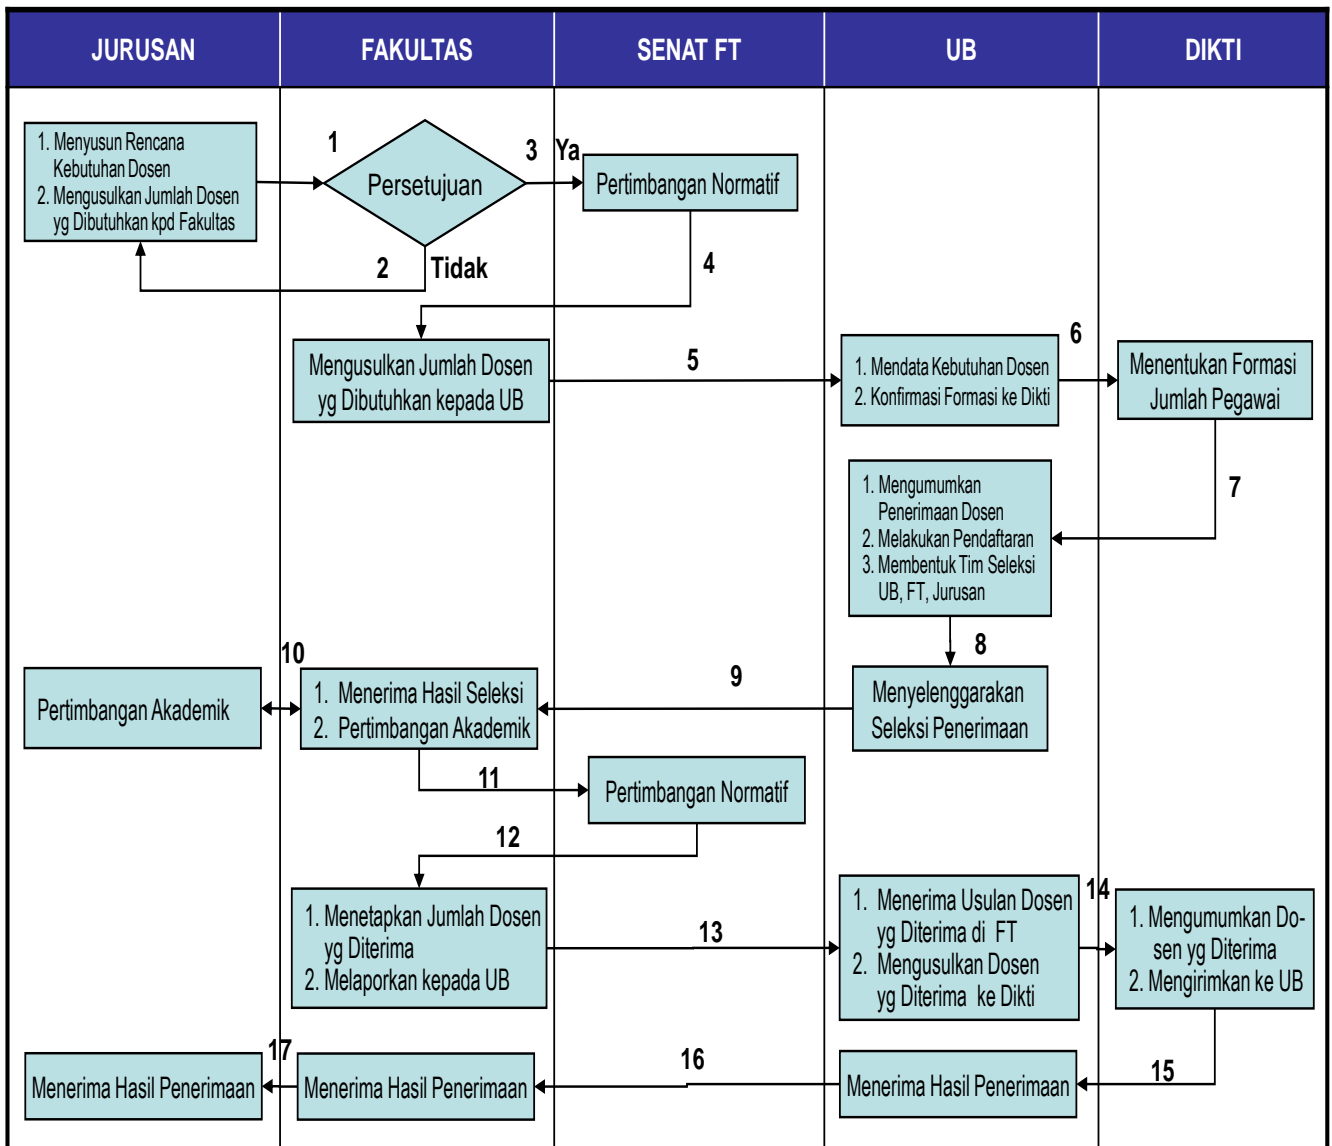 JURUSAN
FAKULTAS
SENAT FT
UB
DIKTI
1. Menyusun Rencana
Kebutuhan Dosen
2. Mengusulkan Jumlah Dosen
yg Dibutuhkan kpd Fakultas
1
Persetujuan
3 Ya
Pertimbangan Normatif
2 Tidak
4
Mengusulkan Jumlah Dosen
yg Dibutuhkan kepada UB
5
1. Mendata Kebutuhan Dosen
2. Konfirmasi Formasi ke Dikti
6
Menentukan Formasi
Jumlah Pegawai
7
1. Mengumumkan
Penerimaan Dosen
2. Melakukan Pendaftaran
3. Membentuk Tim Seleksi
UB, FT, Jurusan
8
Menyelenggarakan
Seleksi Penerimaan
9
1. Menerima Hasil Seleksi
2. Pertimbangan Akademik
10
Pertimbangan Akademik
11
Pertimbangan Normatif
12
1. Menetapkan Jumlah Dosen
yg Diterima
2. Melaporkan kepada UB
13
1. Menerima Usulan Dosen
yg Diterima di FT
2. Mengusulkan Dosen
yg Diterima ke Dikti
14
1. Mengumumkan Do-
sen yg Diterima
2. Mengirimkan ke UB
15
Menerima Hasil Penerimaan
16
Menerima Hasil Penerimaan
17
Menerima Hasil Penerimaan